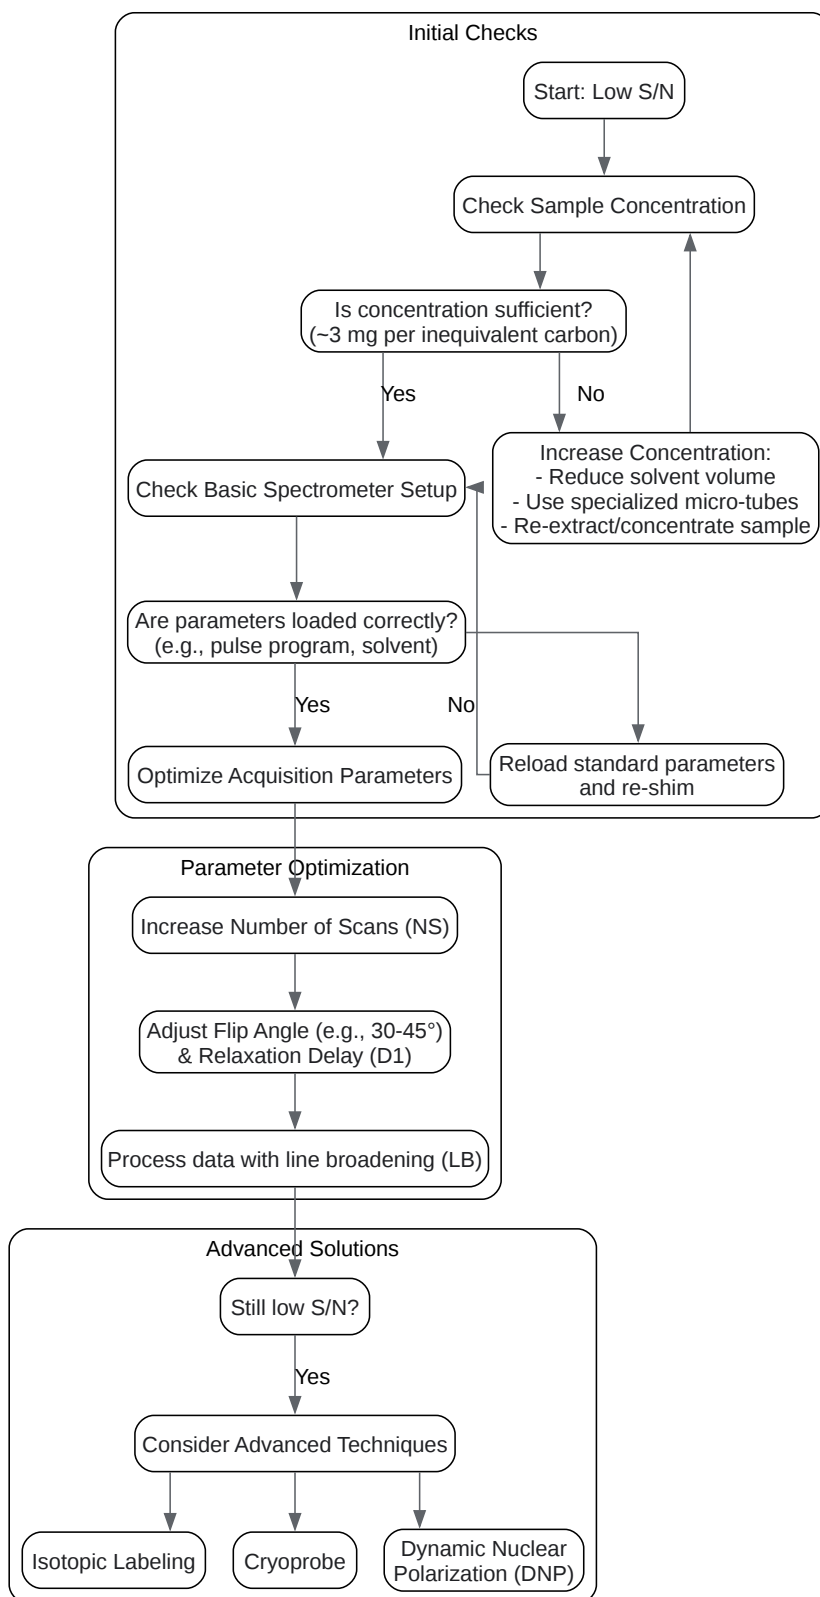 Initial Checks
Start: Low S/N
Check Sample Concentration
Is concentration sufficient?
(~3 mg per inequivalent carbon)
Yes
No
Increase Concentration:
- Reduce solvent volume
- Use specialized micro-tubes
- Re-extract/concentrate sample
Check Basic Spectrometer Setup
Are parameters loaded correctly?
(e.g., pulse program, solvent)
Yes
No
Reload standard parameters
and re-shim
Optimize Acquisition Parameters
Parameter Optimization
Increase Number of Scans (NS)
Adjust Flip Angle (e.g., 30-45°)
& Relaxation Delay (D1)
Process data with line broadening (LB)
Advanced Solutions
Still low S/N?
Yes
Consider Advanced Techniques
Isotopic Labeling
Cryoprobe
Dynamic Nuclear
Polarization (DNP)